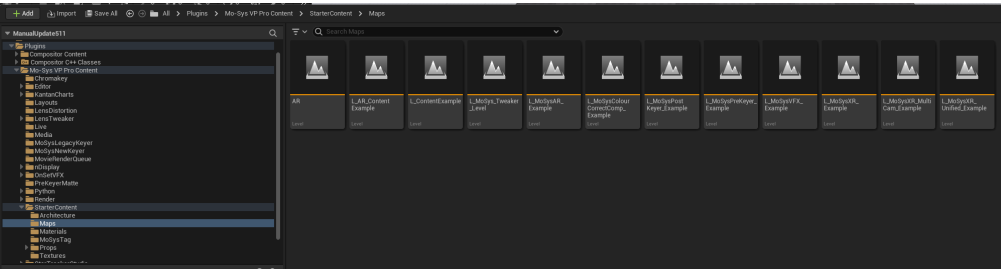 + Add Import Save All All > Plugins > Mo-Sys VP Pro Content > StarterContent > Maps
ManualUpdate511
Search Maps
Plugins
Compositor Content
Compositor C++ Classes
Mo-Sys VP Pro Content
Chromakey
Editor
KantanCharts
Layouts
LensDistortion
LensTweaker
Live
Media
MoSysLegacyKeyer
MoSysNewKeyer
MovieRenderQueue
nDisplay
OnSetVFX
PreKeyerMatte
Python
Render
StarterContent
Architecture
Maps
Materials
MoSysTag
Props
Textures
AR
Level
L_AR_Content
Example
Level
L_ContentExample
Level
L_MoSys_Tweaker
_Level
Level
L_MoSysAR_
Example
Level
L_MoSysColour
CorrectComp_
Example
Level
L_MoSysPost
Keyer_Example
Level
L_MoSysPreKeyer_
Example
Level
L_MoSysVFX_
Example
Level
L_MoSysXR_
Example
Level
L_MoSysXR_Multi
Cam_Example
Level
L_MoSysXR_
Unified_Example
Level